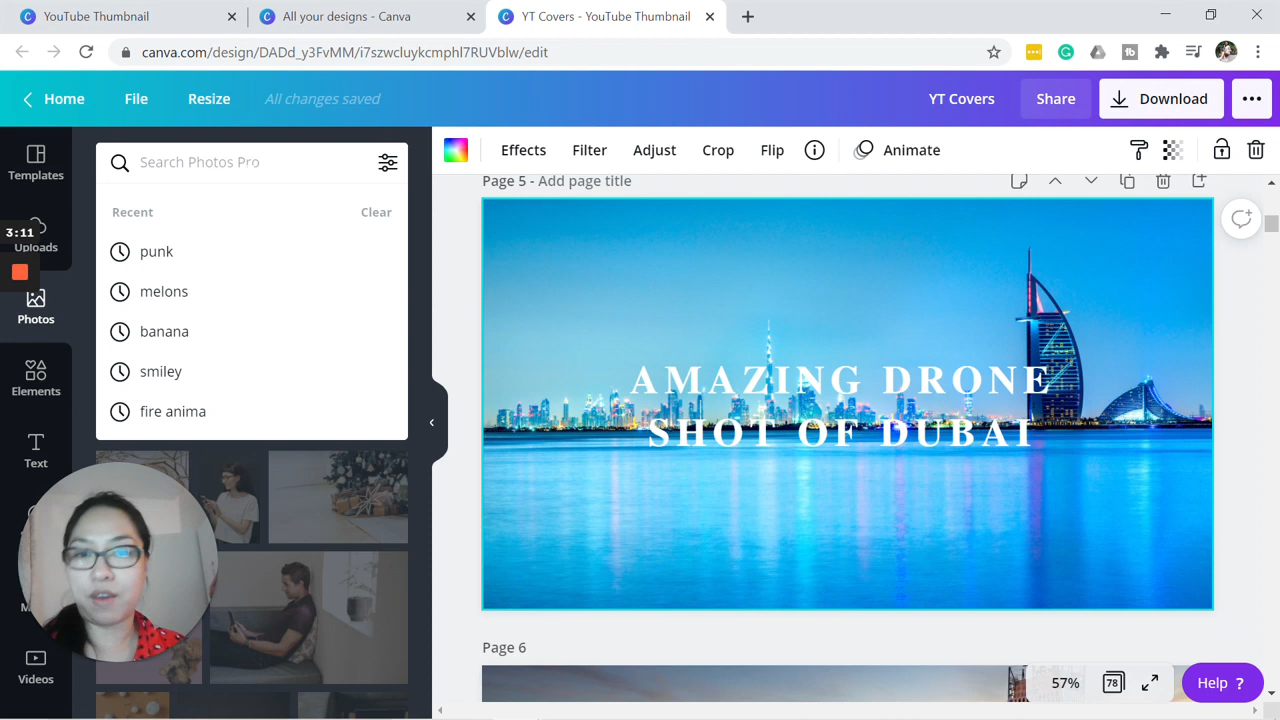 YouTube Thumbnail
All your designs - Canva
YT Covers - YouTube Thumbnail
canva.com/design/DADd_y3FvMM/i7szwcluykcmphl7RUVblw/edit
Home
File
Resize
All changes saved
YT Covers
Share
Download
Templates
Uploads
Photos
Elements
Text
Videos
3:11
Search Photos Pro
Recent
Clear
punk
melons
banana
smiley
fire anima
Effects
Filter
Adjust
Crop
Flip
Animate
Page 5 - Add page title
AMAZING DRONE
SHOT OF DUBAI
Page 6
57%
78
Help ?